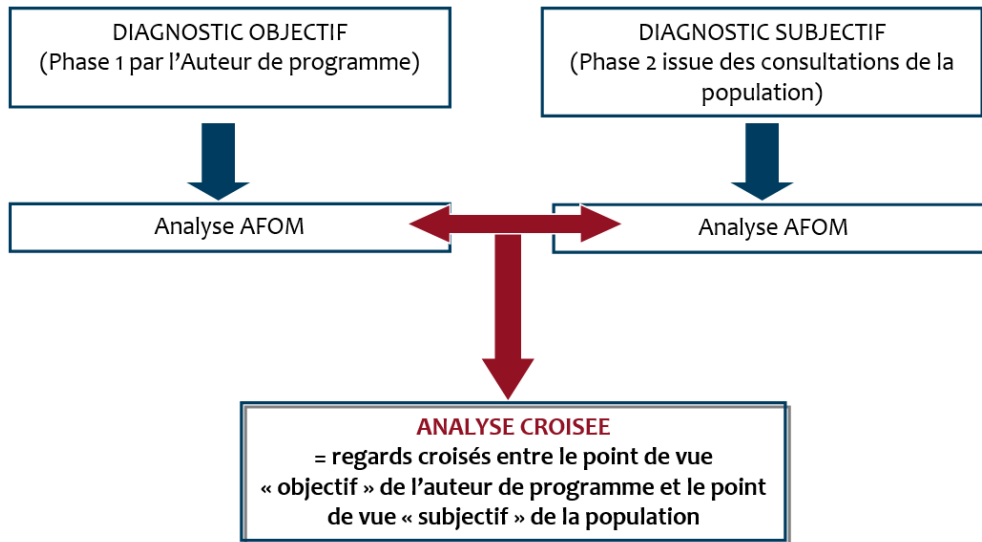 DIAGNOSTIC OBJECTIF
(Phase 1 par l'Auteur de programme)
DIAGNOSTIC SUBJECTIF
(Phase 2 issue des consultations de la
population)
Analyse AFOM
Analyse AFOM
ANALYSE CROISEE
= regards croisés entre le point de vue
« objectif » de l'auteur de programme et le point
de vue « subjectif » de la population